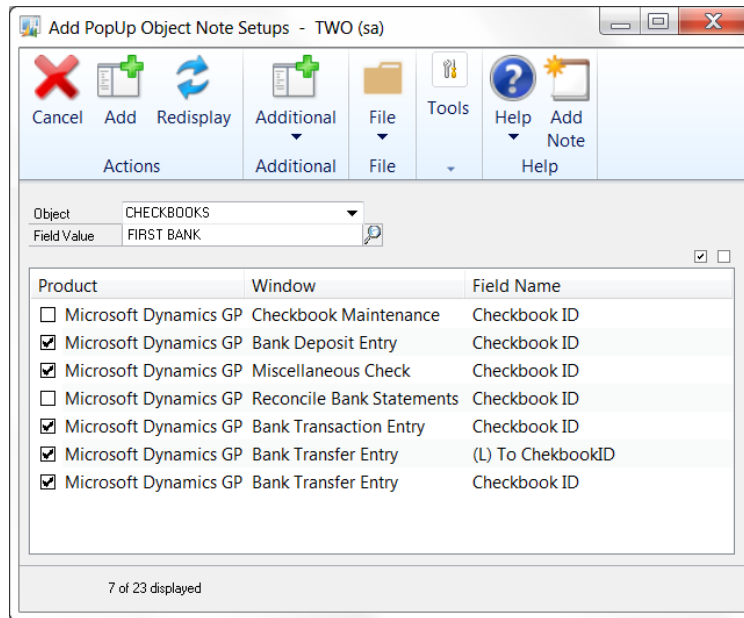 Add PopUp Object Note Setups - TWO (sa)
Cancel Add Redisplay Additional File Tools Help Add Note
Actions Additional File Help
Object CHECKBOOKS
Field Value FIRST BANK
Product Window Field Name
Microsoft Dynamics GP Checkbook Maintenance Checkbook ID
Microsoft Dynamics GP Bank Deposit Entry Checkbook ID
Microsoft Dynamics GP Miscellaneous Check Checkbook ID
Microsoft Dynamics GP Reconcile Bank Statements Checkbook ID
Microsoft Dynamics GP Bank Transaction Entry Checkbook ID
Microsoft Dynamics GP Bank Transfer Entry (L) To ChekbookID
Microsoft Dynamics GP Bank Transfer Entry Checkbook ID
7 of 23 displayed